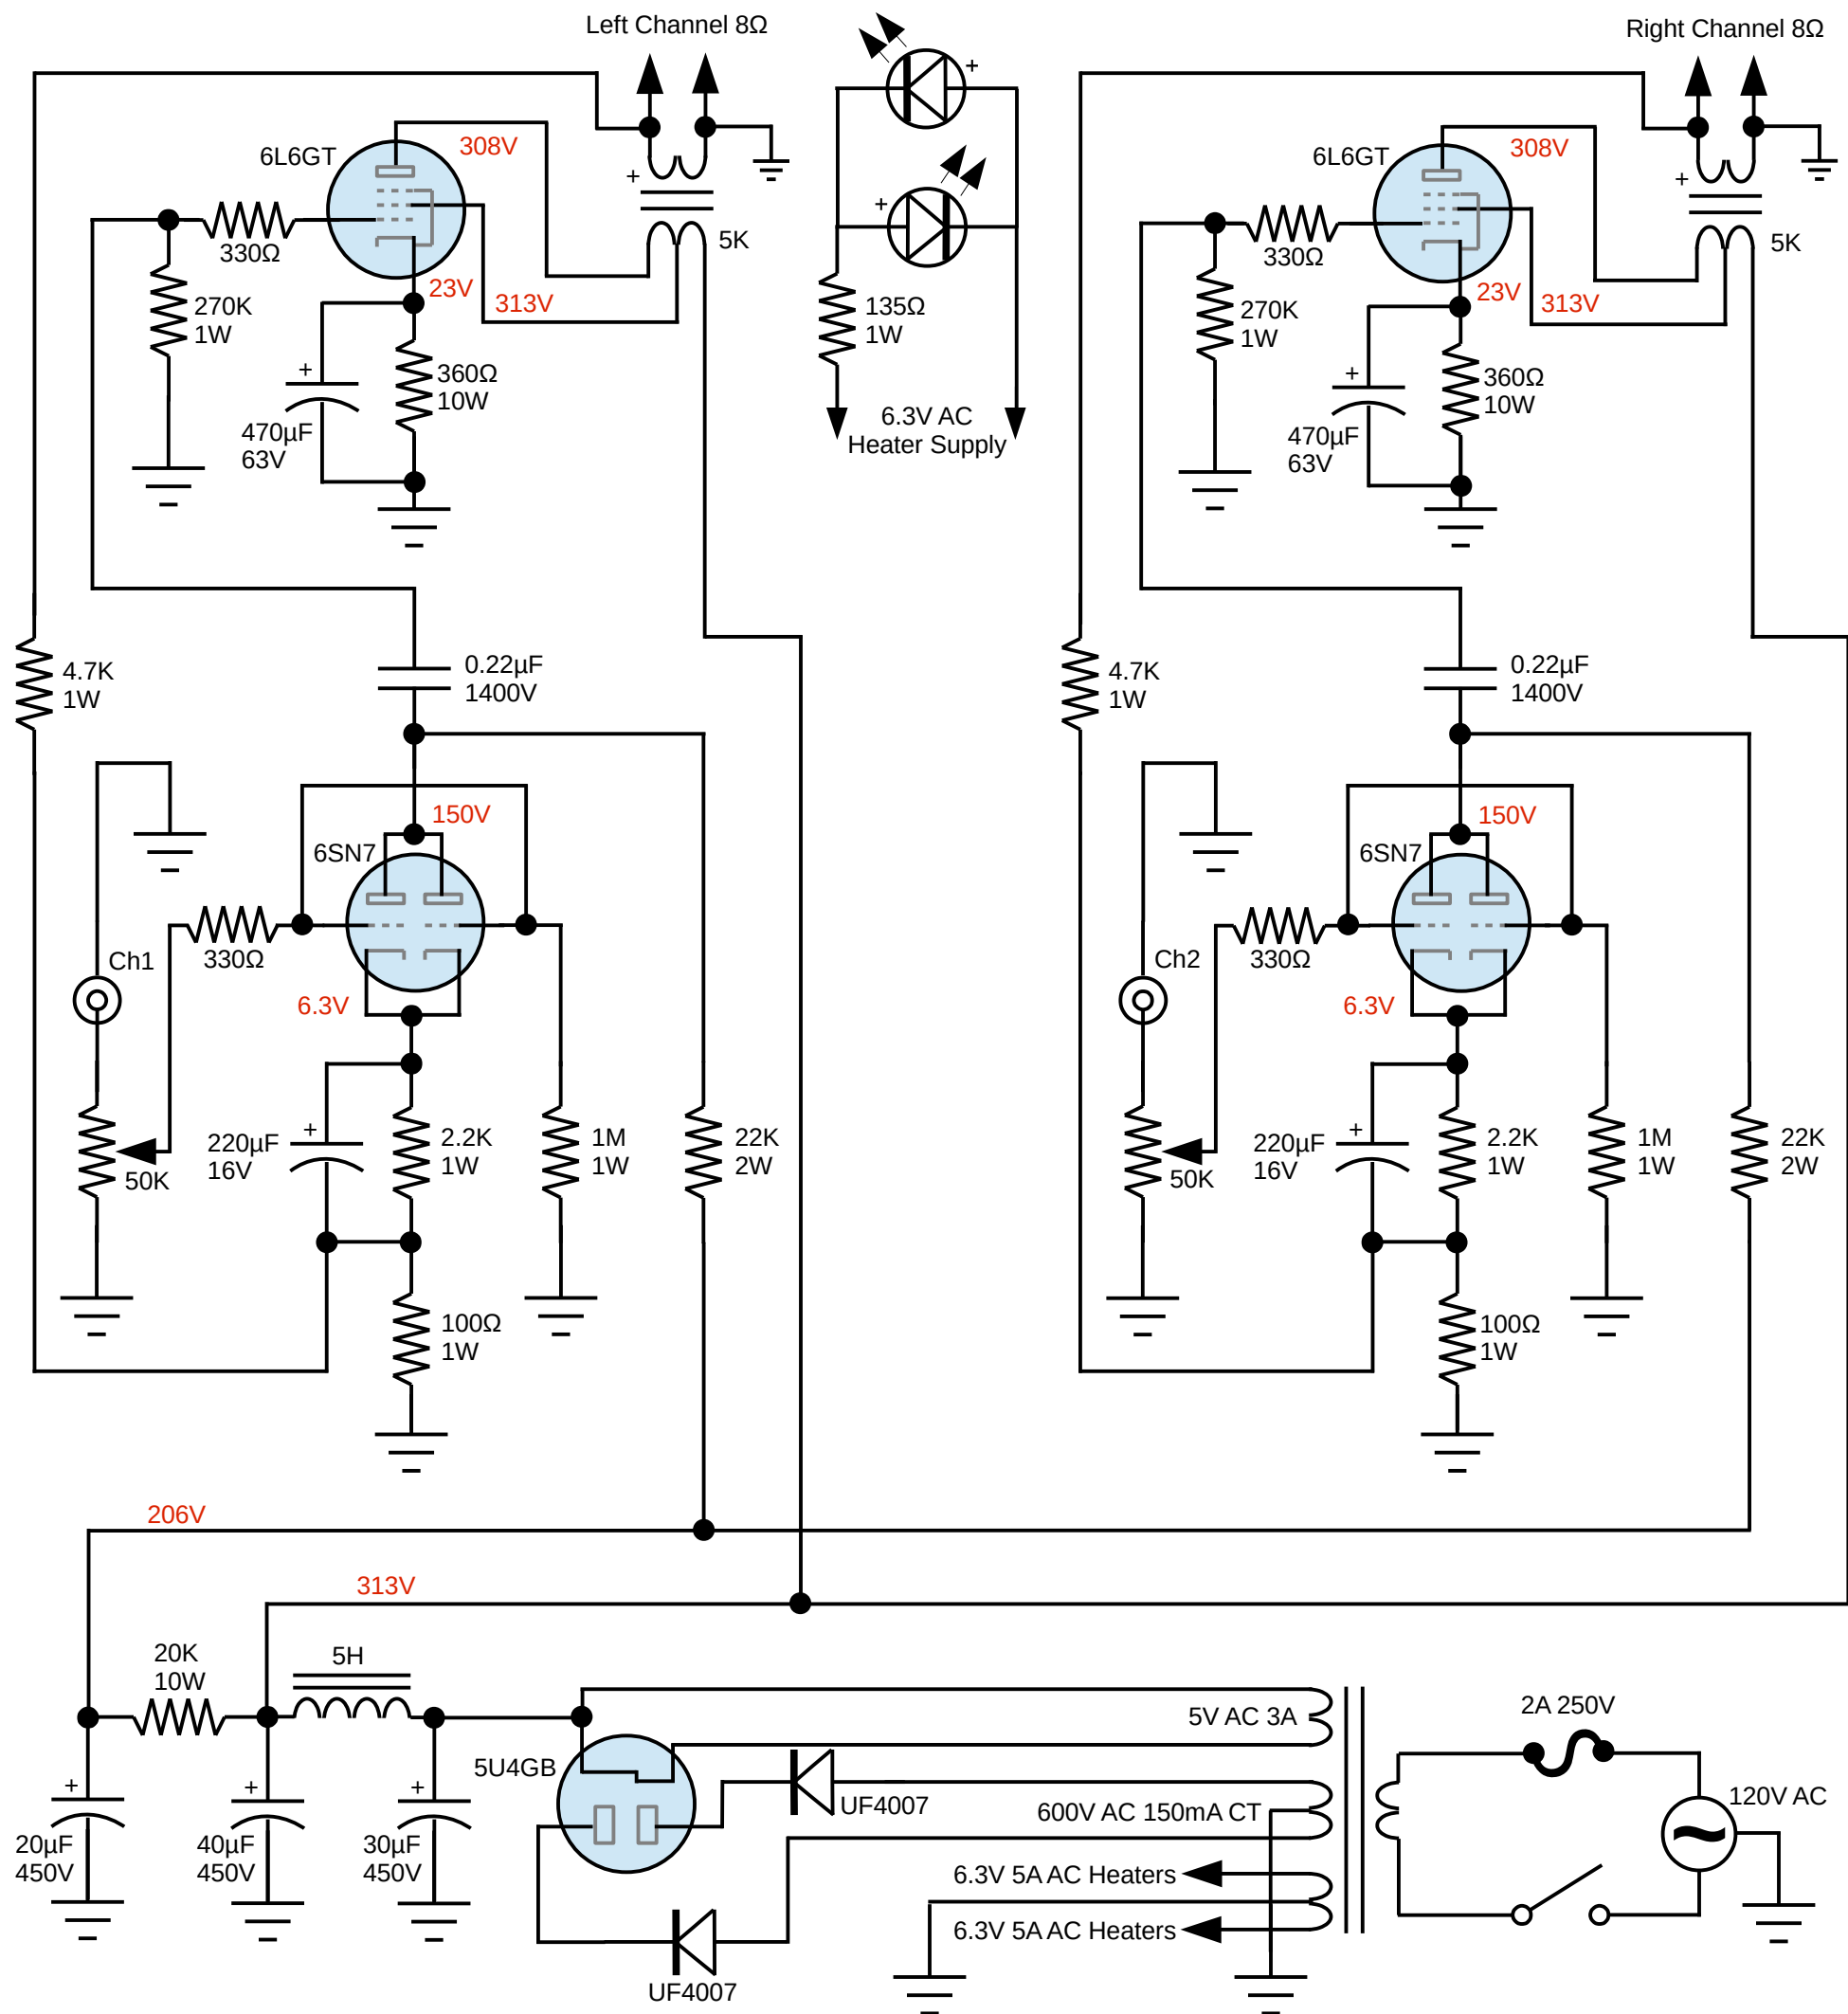 Left Channel 8Ω
Right Channel 8Ω
+
6L6GT
308V
+
5K
330Ω
23V
313V
270K
1W
+
360Ω
10W
470µF
63V
+
135Ω
1W
6.3V AC
Heater Supply
6L6GT
308V
+
5K
330Ω
23V
313V
270K
1W
+
360Ω
10W
470µF
63V
4.7K
1W
0.22µF
1400V
150V
6SN7
330Ω
Ch1
6.3V
+
220µF
16V
2.2K
1W
1M
1W
22K
2W
50K
100Ω
1W
4.7K
1W
0.22µF
1400V
150V
6SN7
330Ω
Ch2
6.3V
+
220µF
16V
2.2K
1W
1M
1W
22K
2W
50K
100Ω
1W
206V
313V
20K
10W
5H
5U4GB
+
20µF
450V
+
40µF
450V
+
30µF
450V
5V AC 3A
UF4007
600V AC 150mA CT
6.3V 5A AC Heaters
6.3V 5A AC Heaters
UF4007
2A 250V
120V AC